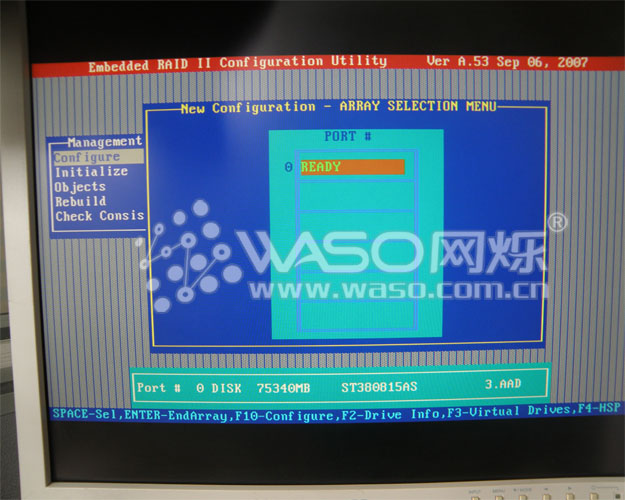 Embedded RAID II Configuration Utility Ver A.53 Sep 06, 2007
New Configuration - ARRAY SELECTION MENU
Management
Configure
Initialize
Objects
Rebuild
Check Consis
PORT #
0 READY
WASO网烁®
www.waso.com.cn
Port # 0 DISK 75340MB ST380815AS 3.AAD
SPACE-Sel,ENTER-EndArray,F10-Configure,F2-Drive Info,F3-Virtual Drives,F4-HSP